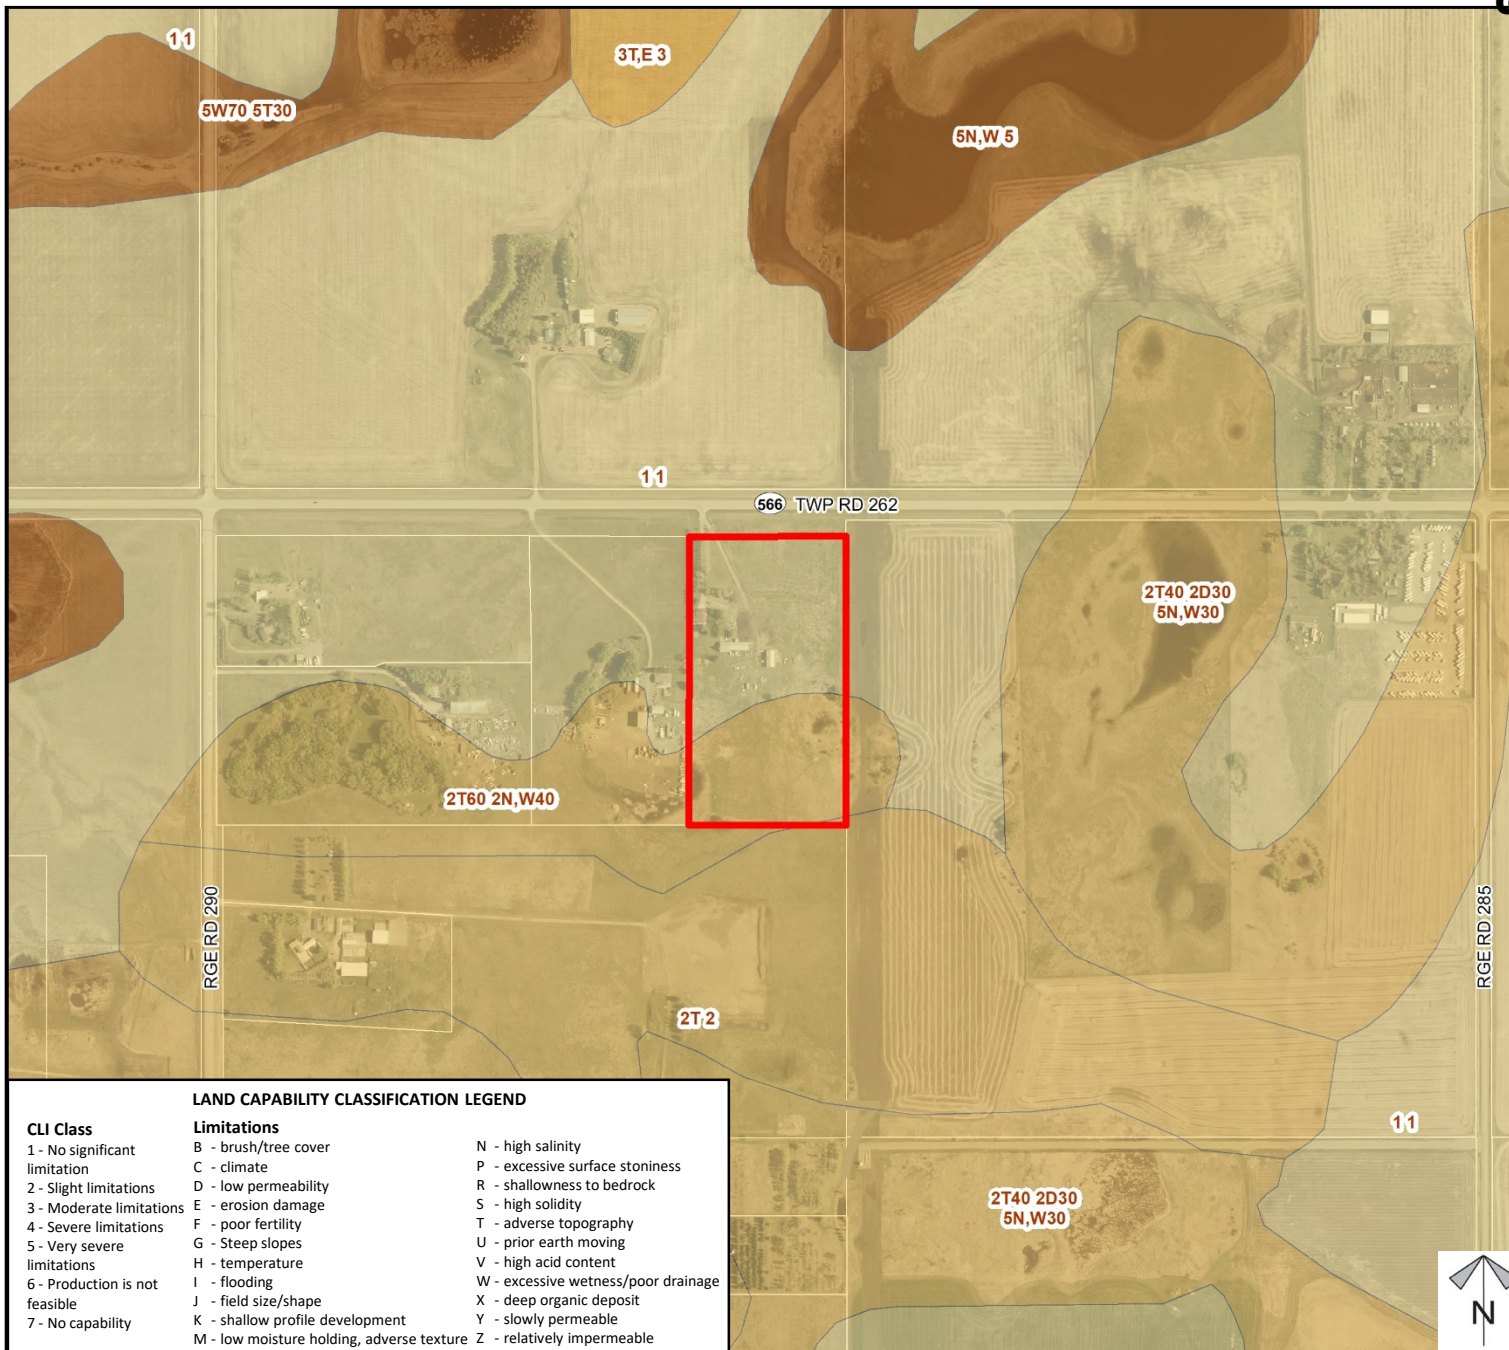 1 1
3T,E 3
5W70 5T30
5N,W 5
1 1
566 TWP RD 262
2T40 2D30
5N,W30
2T60 2N,W40
RGE RD 290
RGE RD 285
2T 2
1 1
2T40 2D30
5N,W30
LAND CAPABILITY CLASSIFICATION LEGEND
CLI Class
1 - No significant
limitation
2 - Slight limitations
3 - Moderate limitations
4 - Severe limitations
5 - Very severe
limitations
6 - Production is not
feasible
7 - No capability
Limitations
B - brush/tree cover
C - climate
D - low permeability
E - erosion damage
F - poor fertility
G - Steep slopes
H - temperature
I - flooding
J - field size/shape
K - shallow profile development
M - low moisture holding, adverse texture
N - high salinity
P - excessive surface stoniness
R - shallowness to bedrock
S - high solidity
T - adverse topography
U - prior earth moving
V - high acid content
W - excessive wetness/poor drainage
X - deep organic deposit
Y - slowly permeable
Z - relatively impermeable
N